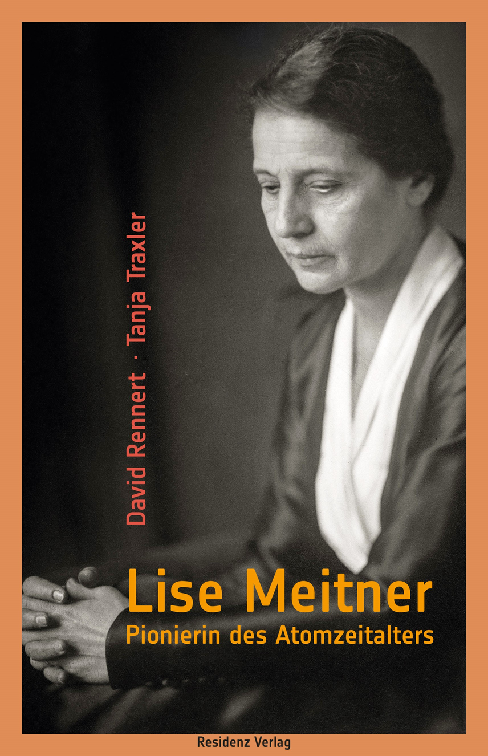 David Rennert · Tanja Traxler
Lise Meitner
Pionierin des Atomzeitalters
Residenz Verlag